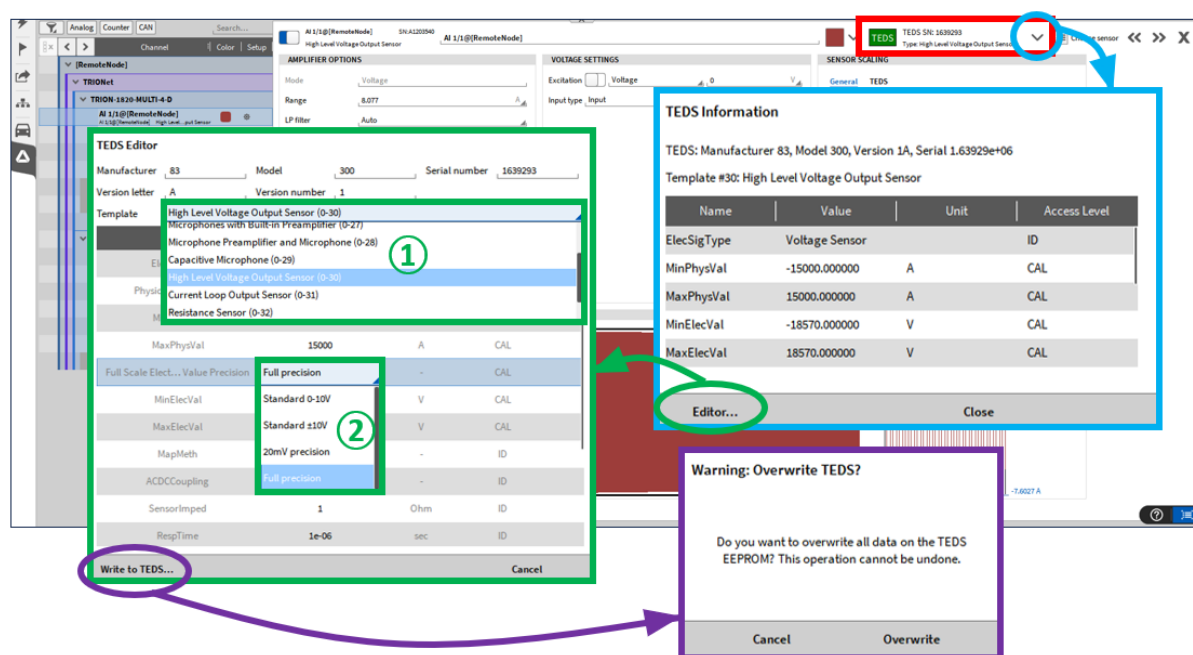 Analog Counter CAN Search...
Channel Color Setup
[RemoteNode]
TRIONet
TRION-1820-MULTI-4-D
AI 1/1@[RemoteNode]
AI 1/1@[RemoteNode] High Level...put Sensor
AI 1/1@[RemoteNode] SN:A1203540
High Level Voltage Output Sensor
AI 1/1@[RemoteNode]
TEDS
TEDS SN: 1639293
Type: High Level Voltage Output Sensor
sensor
AMPLIFIER OPTIONS
Mode Voltage
Range 8.077 A
LP filter Auto
VOLTAGE SETTINGS
Excitation Voltage 0 V
Input type Input
SENSOR SCALING
General TEDS
TEDS Information
TEDS: Manufacturer 83, Model 300, Version 1A, Serial 1.63929e+06
Template #30: High Level Voltage Output Sensor
Name Value Unit Access Level
ElecSigType Voltage Sensor ID
MinPhysVal -15000.000000 A CAL
MaxPhysVal 15000.000000 A CAL
MinElecVal -18570.000000 V CAL
MaxElecVal 18570.000000 V CAL
Editor... Close
TEDS Editor
Manufacturer 83 Model 300 Serial number 1639293
Version letter A Version number 1
Template High Level Voltage Output Sensor (0-30)
Microphones with Built-in Preamplifier (0-27)
Microphone Preamplifier and Microphone (0-28)
Capacitive Microphone (0-29)
High Level Voltage Output Sensor (0-30)
Current Loop Output Sensor (0-31)
Resistance Sensor (0-32)
①
El
Physic
M
MaxPhysVal 15000 A CAL
Full Scale Elect... Value Precision Full precision - CAL
MinElecVal Standard 0-10V V CAL
MaxElecVal Standard ±10V V CAL
MapMeth 20mV precision - ID
ACDCCoupling Full precision - ID
②
SensorImped 1 Ohm ID
RespTime 1e-06 sec ID
Write to TEDS... Cancel
-7.6027 A
Warning: Overwrite TEDS?
Do you want to overwrite all data on the TEDS
EEPROM? This operation cannot be undone.
Cancel Overwrite